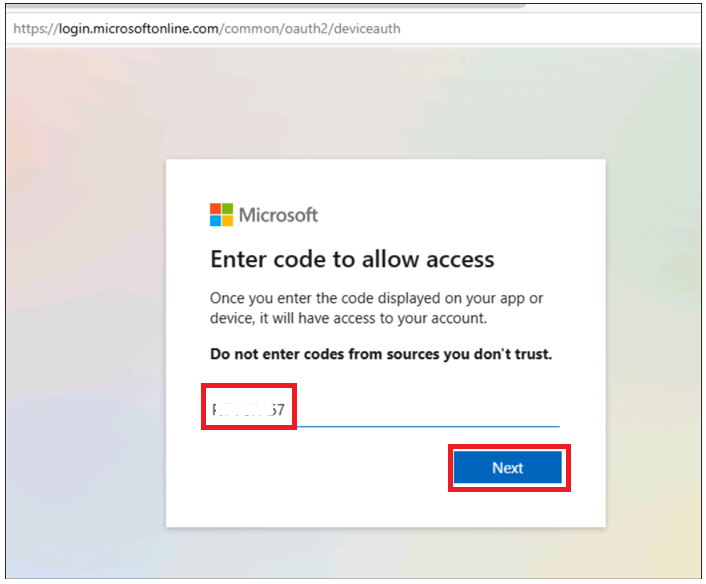 https://login.microsoftonline.com/common/oauth2/deviceauth
Microsoft
Enter code to allow access
Once you enter the code displayed on your app or
device, it will have access to your account.
Do not enter codes from sources you don't trust.
Next